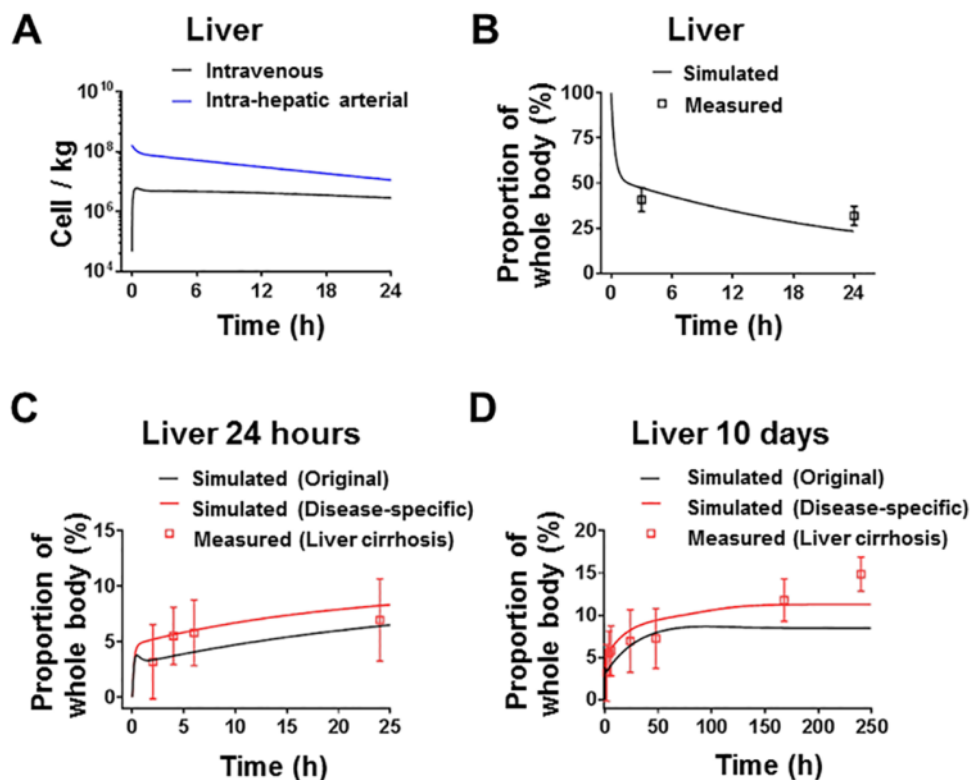 A
Liver
Intravenous
Intra-hepatic arterial
10^10
10^8
10^6
10^4
Cell / kg
0 6 12 18 24
Time (h)
B
Liver
Simulated
Measured
100
75
50
25
0
Proportion of
whole body (%)
0 6 12 18 24
Time (h)
C
Liver 24 hours
Simulated (Original)
Simulated (Disease-specific)
Measured (Liver cirrhosis)
15
10
5
0
Proportion of
whole body (%)
0 5 10 15 20 25
Time (h)
D
Liver 10 days
Simulated (Original)
Simulated (Disease-specific)
Measured (Liver cirrhosis)
20
15
10
5
0
Proportion of
whole body (%)
0 50 100 150 200 250
Time (h)